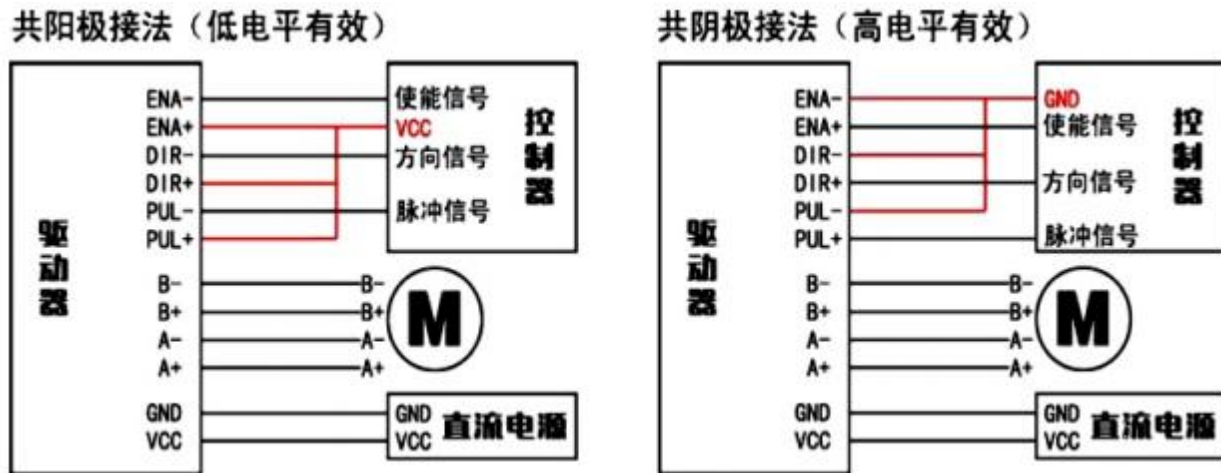 共阳极接法（低电平有效）
ENA-
ENA+
DIR-
DIR+
PUL-
PUL+
B-
B+
A-
A+
GND
VCC
驱动器
使能信号
VCC
方向信号
脉冲信号
控制器
B-
B+
A-
A+
M
GND
VCC
直流电源
共阴极接法（高电平有效）
ENA-
ENA+
DIR-
DIR+
PUL-
PUL+
B-
B+
A-
A+
GND
VCC
驱动器
GND
使能信号
方向信号
脉冲信号
控制器
B-
B+
A-
A+
M
GND
VCC
直流电源